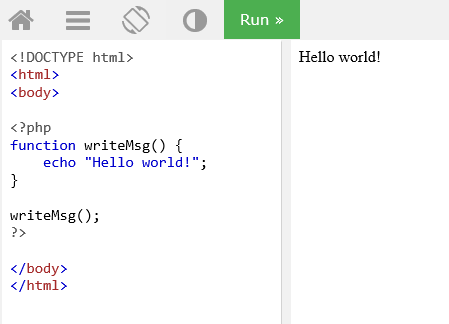 Run »
<!DOCTYPE html>
<html>
<body>
<?php
function writeMsg() {
    echo "Hello world!";
}
writeMsg();
?>
</body>
</html>
Hello world!